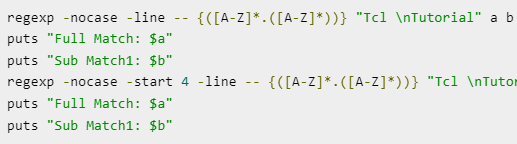 regexp -nocase -line -- {([A-Z]*.([A-Z]*))} "Tcl \nTutorial" a b
puts "Full Match: $a"
puts "Sub Match1: $b"
regexp -nocase -start 4 -line -- {([A-Z]*.([A-Z]*))} "Tcl \nTutor
puts "Full Match: $a"
puts "Sub Match1: $b"